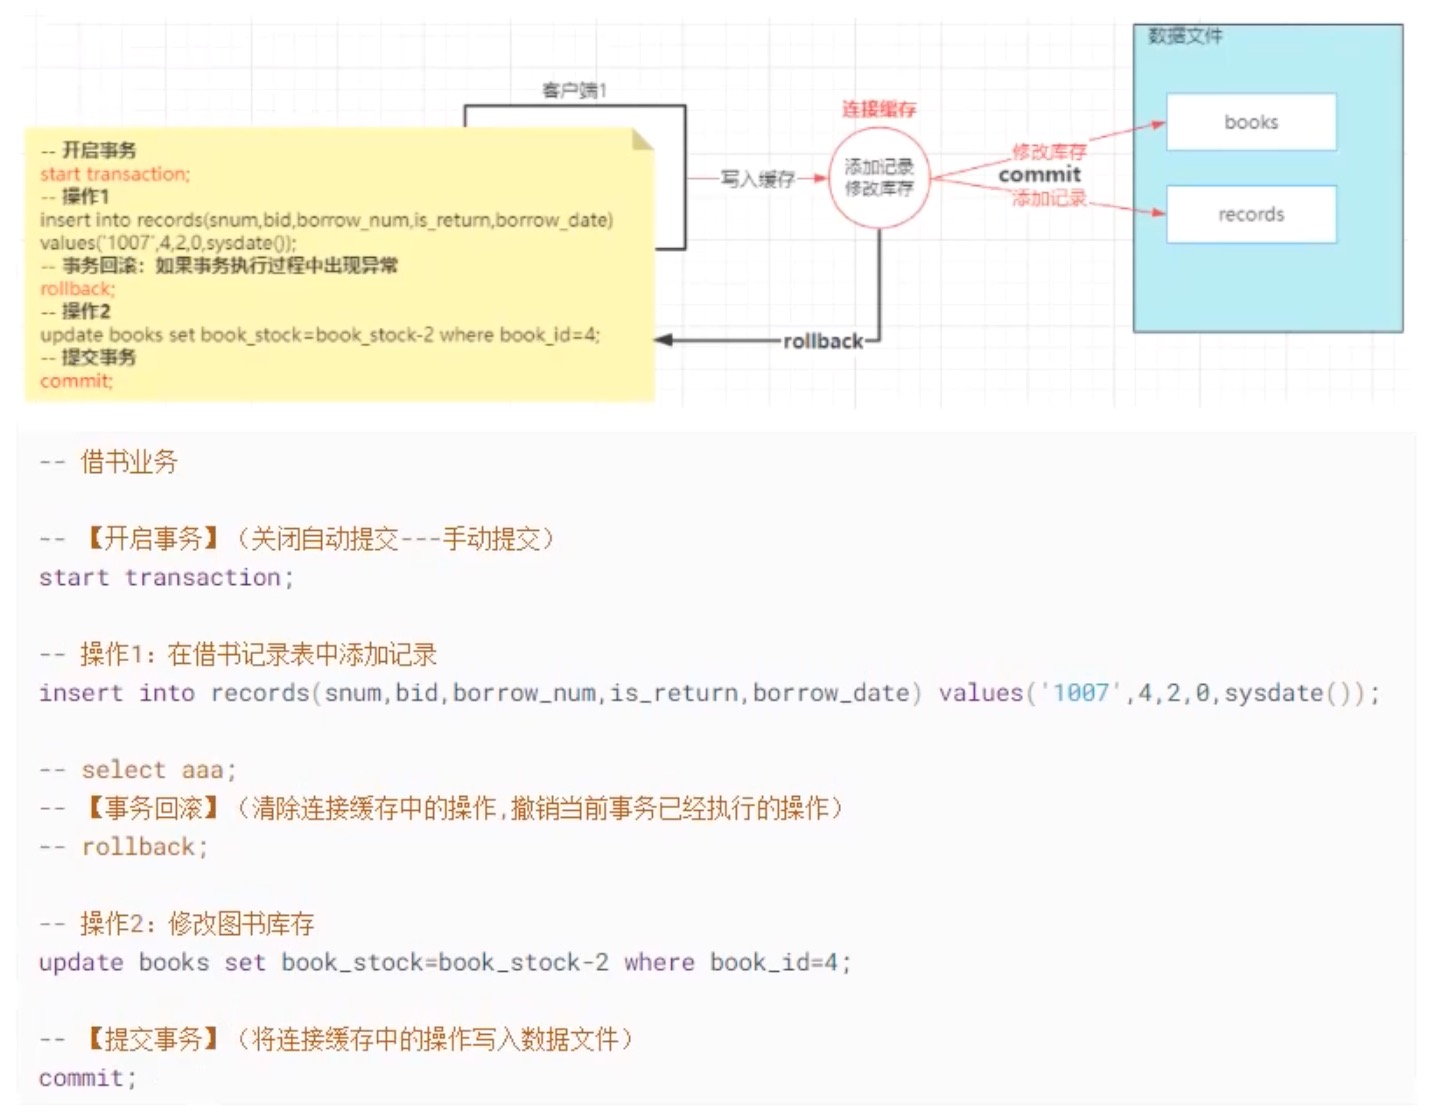 客户端1
-- 开启事务
start transaction;
-- 操作1
insert into records(snum,bid,borrow_num,is_return,borrow_date)
values('1007',4,2,0,sysdate());
-- 事务回滚：如果事务执行过程中出现异常
rollback;
-- 操作2
update books set book_stock=book_stock-2 where book_id=4;
-- 提交事务
commit;
写入缓存
连接缓存
添加记录
修改库存
修改库存
commit
添加记录
rollback
数据文件
books
records
-- 借书业务
-- 【开启事务】（关闭自动提交---手动提交）
start transaction;
-- 操作1：在借书记录表中添加记录
insert into records(snum,bid,borrow_num,is_return,borrow_date) values('1007',4,2,0,sysdate());
-- select aaa;
-- 【事务回滚】（清除连接缓存中的操作,撤销当前事务已经执行的操作）
-- rollback;
-- 操作2：修改图书库存
update books set book_stock=book_stock-2 where book_id=4;
-- 【提交事务】（将连接缓存中的操作写入数据文件）
commit;